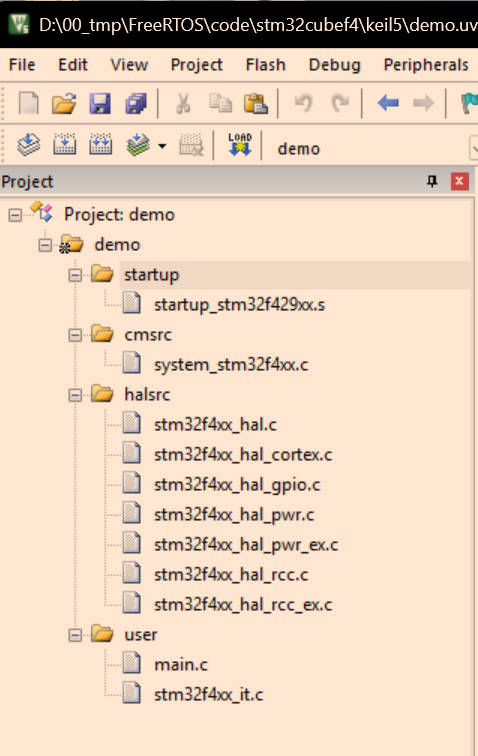 D:\00_tmp\FreeRTOS\code\stm32cubef4\keil5\demo.uv
File Edit View Project Flash Debug Peripherals
LOAD demo
Project
Project: demo
demo
startup
startup_stm32f429xx.s
cmsrc
system_stm32f4xx.c
halsrc
stm32f4xx_hal.c
stm32f4xx_hal_cortex.c
stm32f4xx_hal_gpio.c
stm32f4xx_hal_pwr.c
stm32f4xx_hal_pwr_ex.c
stm32f4xx_hal_rcc.c
stm32f4xx_hal_rcc_ex.c
user
main.c
stm32f4xx_it.c